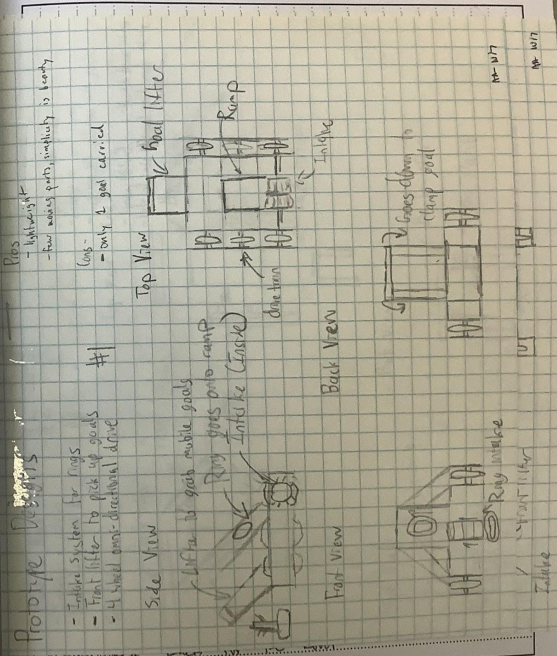 Prototype Designs
- Intake system for rings
- Front lifter to pick up goals
- 4 wheel omni-directional drive
#1
Pros
- lightweight
- few moving parts, simplicity is beauty
Cons -
- only 1 goal carried
Side View
Lifter to grab mobile goals
Ring goes onto ramp
Intake (Inside)
Top View
Goal lifter
Ramp
Intake
drive train
Front View
Ring intake
Back View
Goes down to
clamp goal
Front lifter
Intake